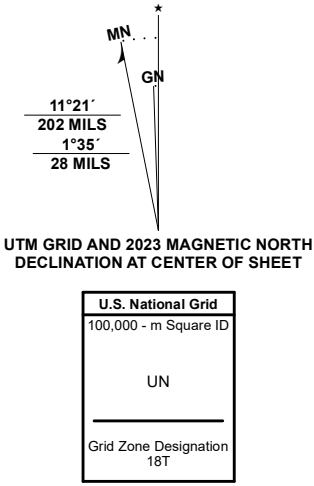 ★
MN
GN
11°21´
202 MILS
1°35´
28 MILS
UTM GRID AND 2023 MAGNETIC NORTH
DECLINATION AT CENTER OF SHEET
U.S. National Grid
100,000 - m Square ID
UN
Grid Zone Designation
18T